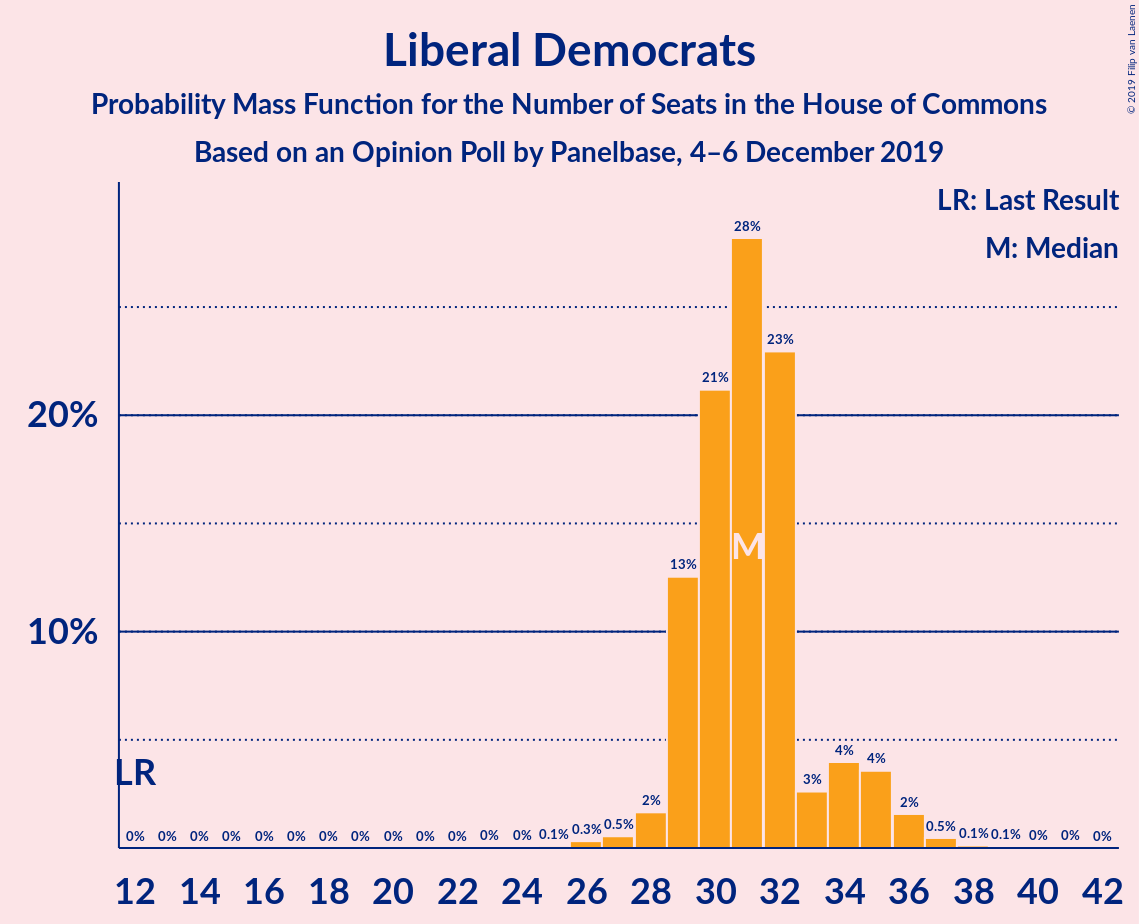 Liberal Democrats
Probability Mass Function for the Number of Seats in the House of Commons
Based on an Opinion Poll by Panelbase, 4–6 December 2019
© 2019 Filip van Laenen
LR: Last Result
M: Median
28%
23%
21%
20%
M
13%
10%
LR
4%
4%
3%
2%
2%
0% 0% 0% 0% 0% 0% 0% 0% 0% 0% 0% 0% 0% 0.1% 0.3% 0.5% 0.5% 0.1% 0.1% 0% 0% 0%
12 14 16 18 20 22 24 26 28 30 32 34 36 38 40 42